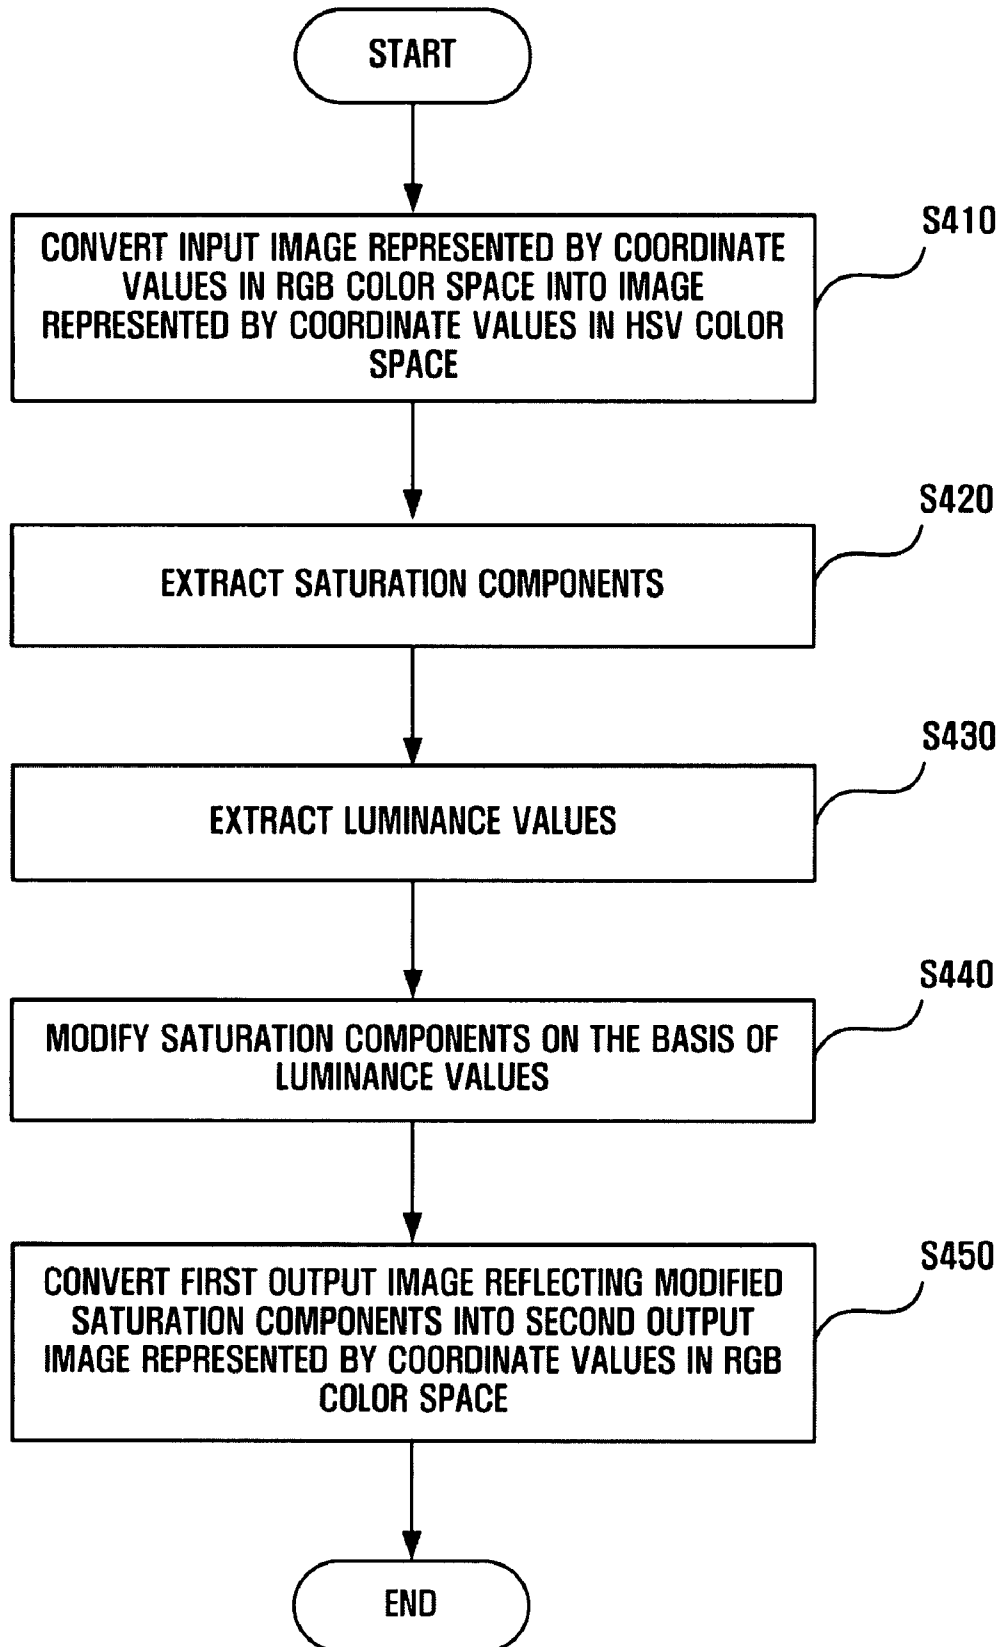 START
S410
CONVERT INPUT IMAGE REPRESENTED BY COORDINATE
VALUES IN RGB COLOR SPACE INTO IMAGE
REPRESENTED BY COORDINATE VALUES IN HSV COLOR
SPACE
S420
EXTRACT SATURATION COMPONENTS
S430
EXTRACT LUMINANCE VALUES
S440
MODIFY SATURATION COMPONENTS ON THE BASIS OF
LUMINANCE VALUES
S450
CONVERT FIRST OUTPUT IMAGE REFLECTING MODIFIED
SATURATION COMPONENTS INTO SECOND OUTPUT
IMAGE REPRESENTED BY COORDINATE VALUES IN RGB
COLOR SPACE
END